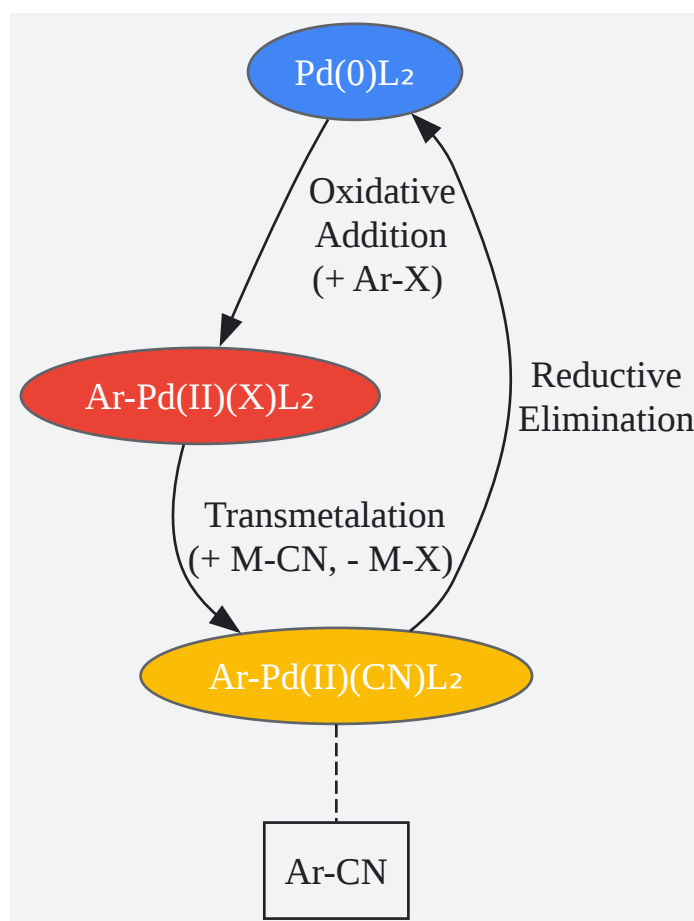 Pd(0)L₂
Oxidative
Addition
(+ Ar-X)
Ar-Pd(II)(X)L₂
Reductive
Elimination
Transmetalation
(+ M-CN, - M-X)
Ar-Pd(II)(CN)L₂
Ar-CN